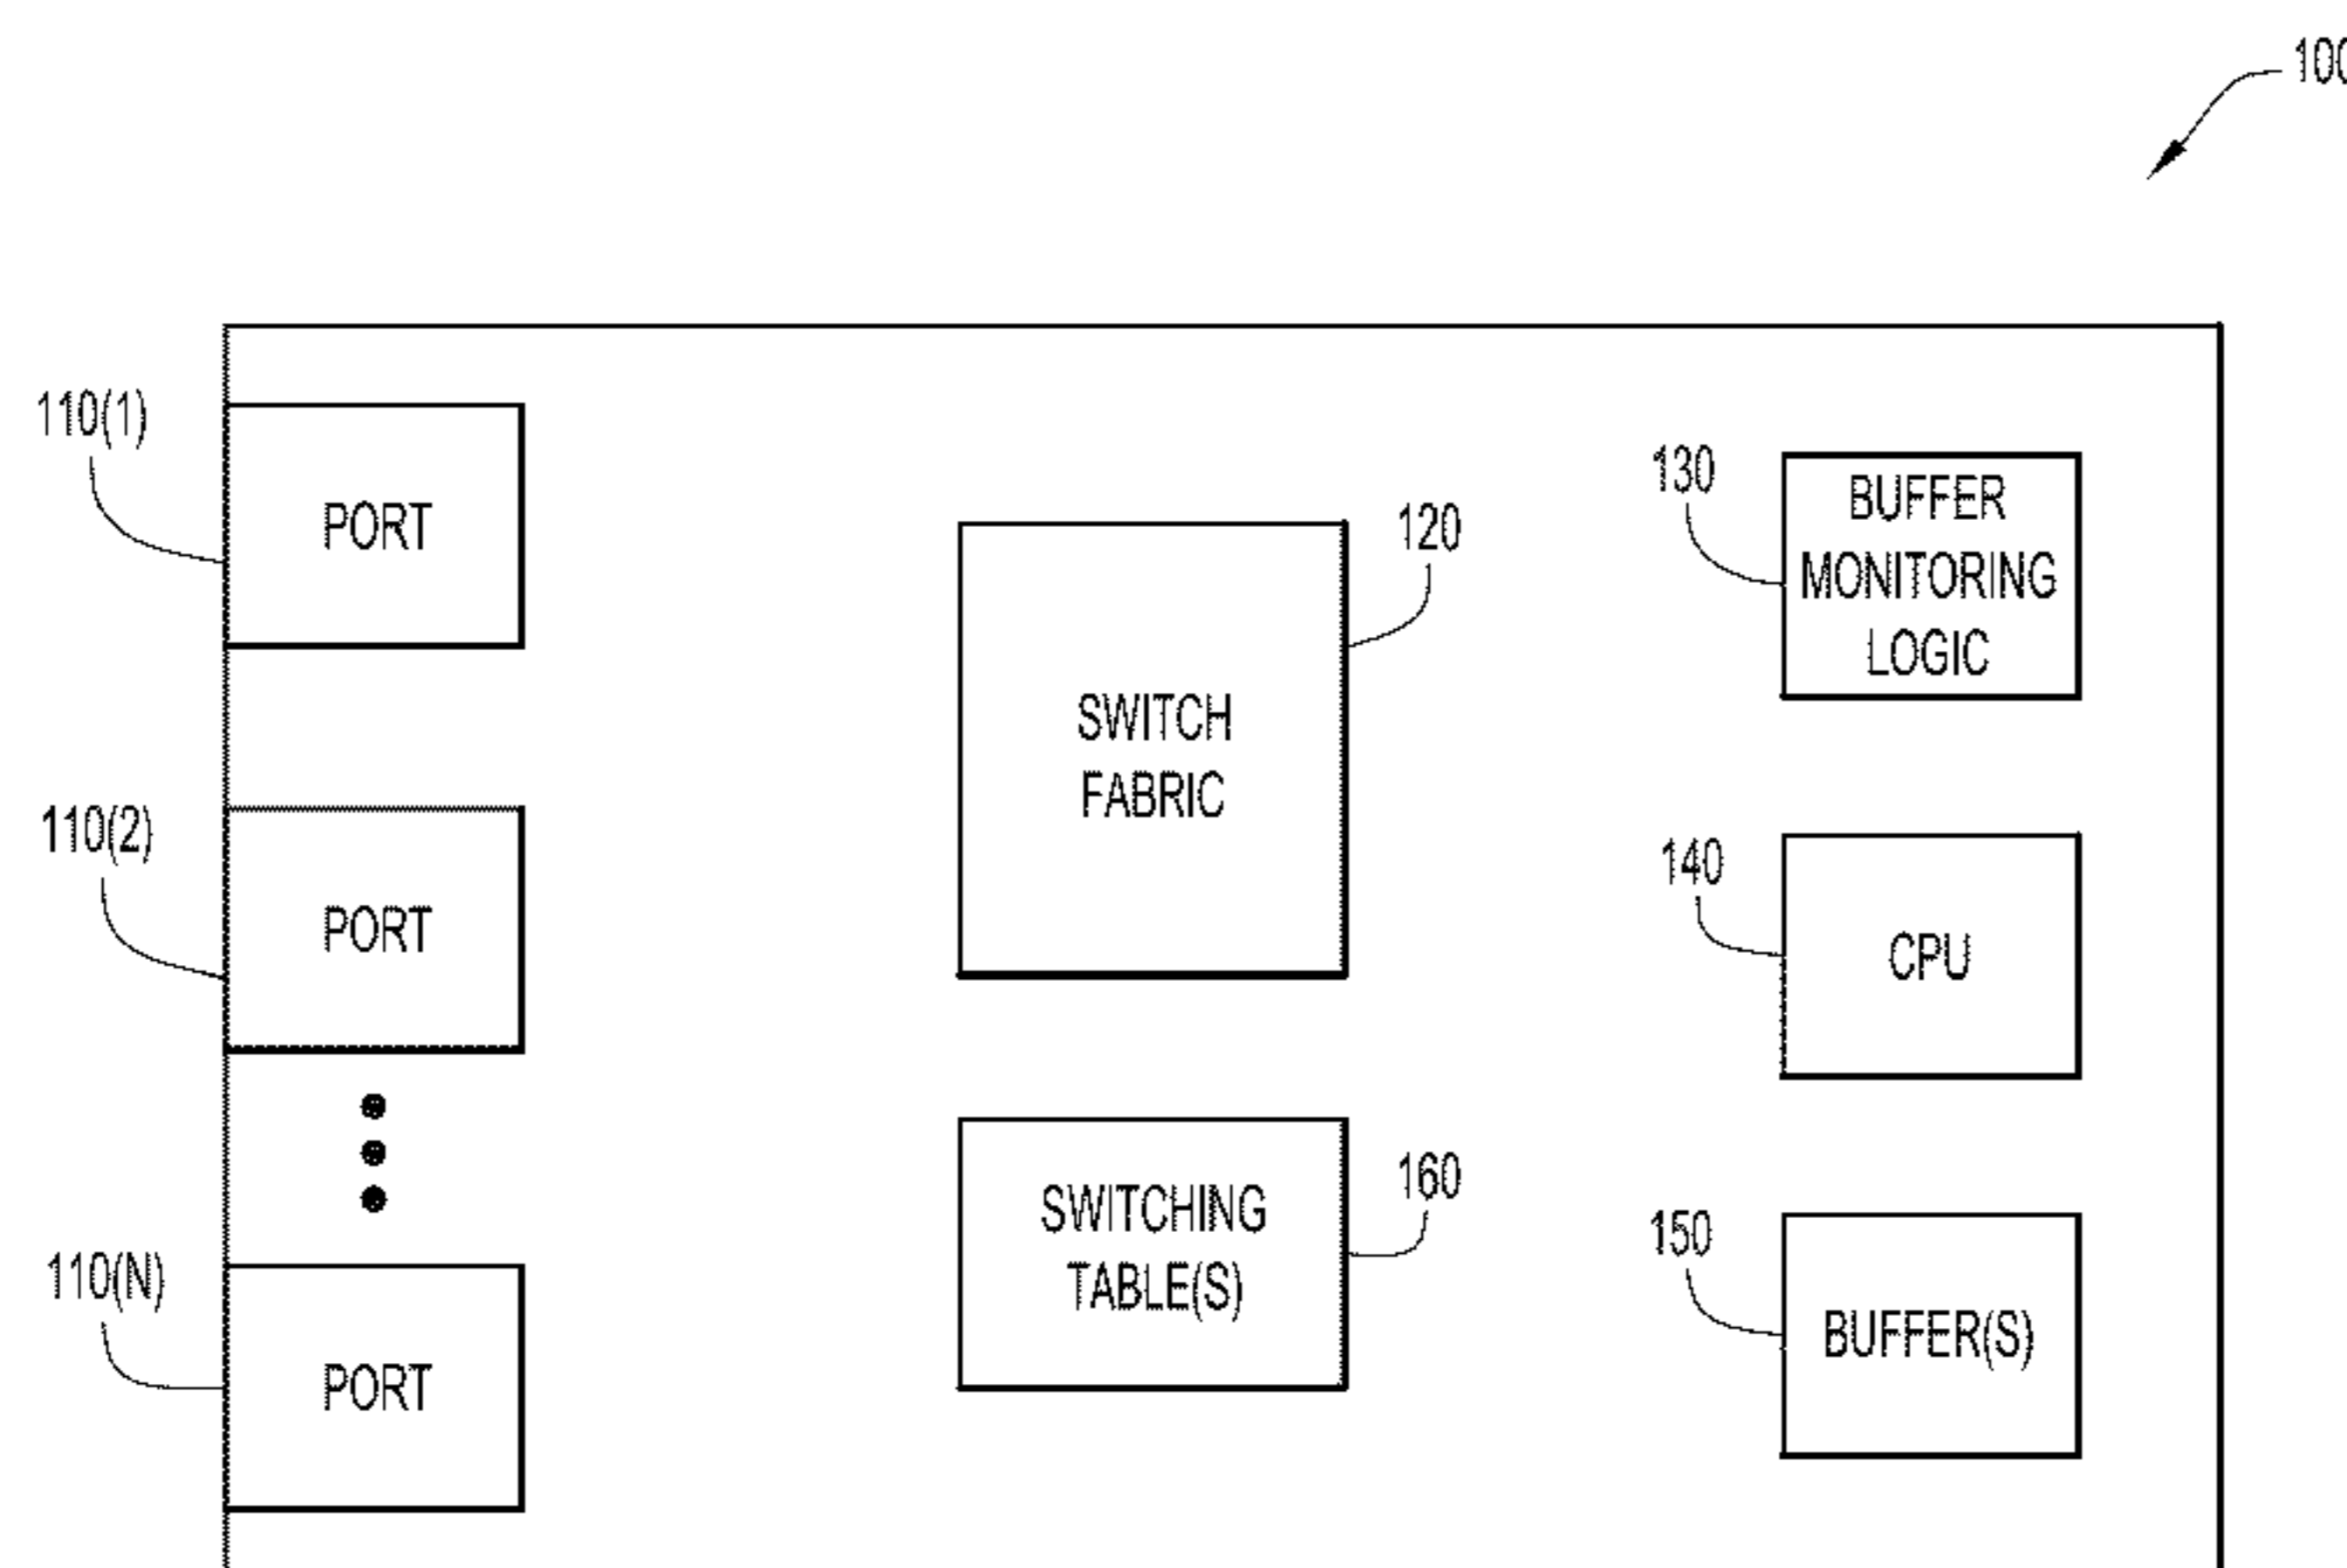 100
110(1)
PORT
110(2)
PORT
110(N)
PORT
120
SWITCH
FABRIC
160
SWITCHING
TABLE(S)
130
BUFFER
MONITORING
LOGIC
140
CPU
150
BUFFER(S)